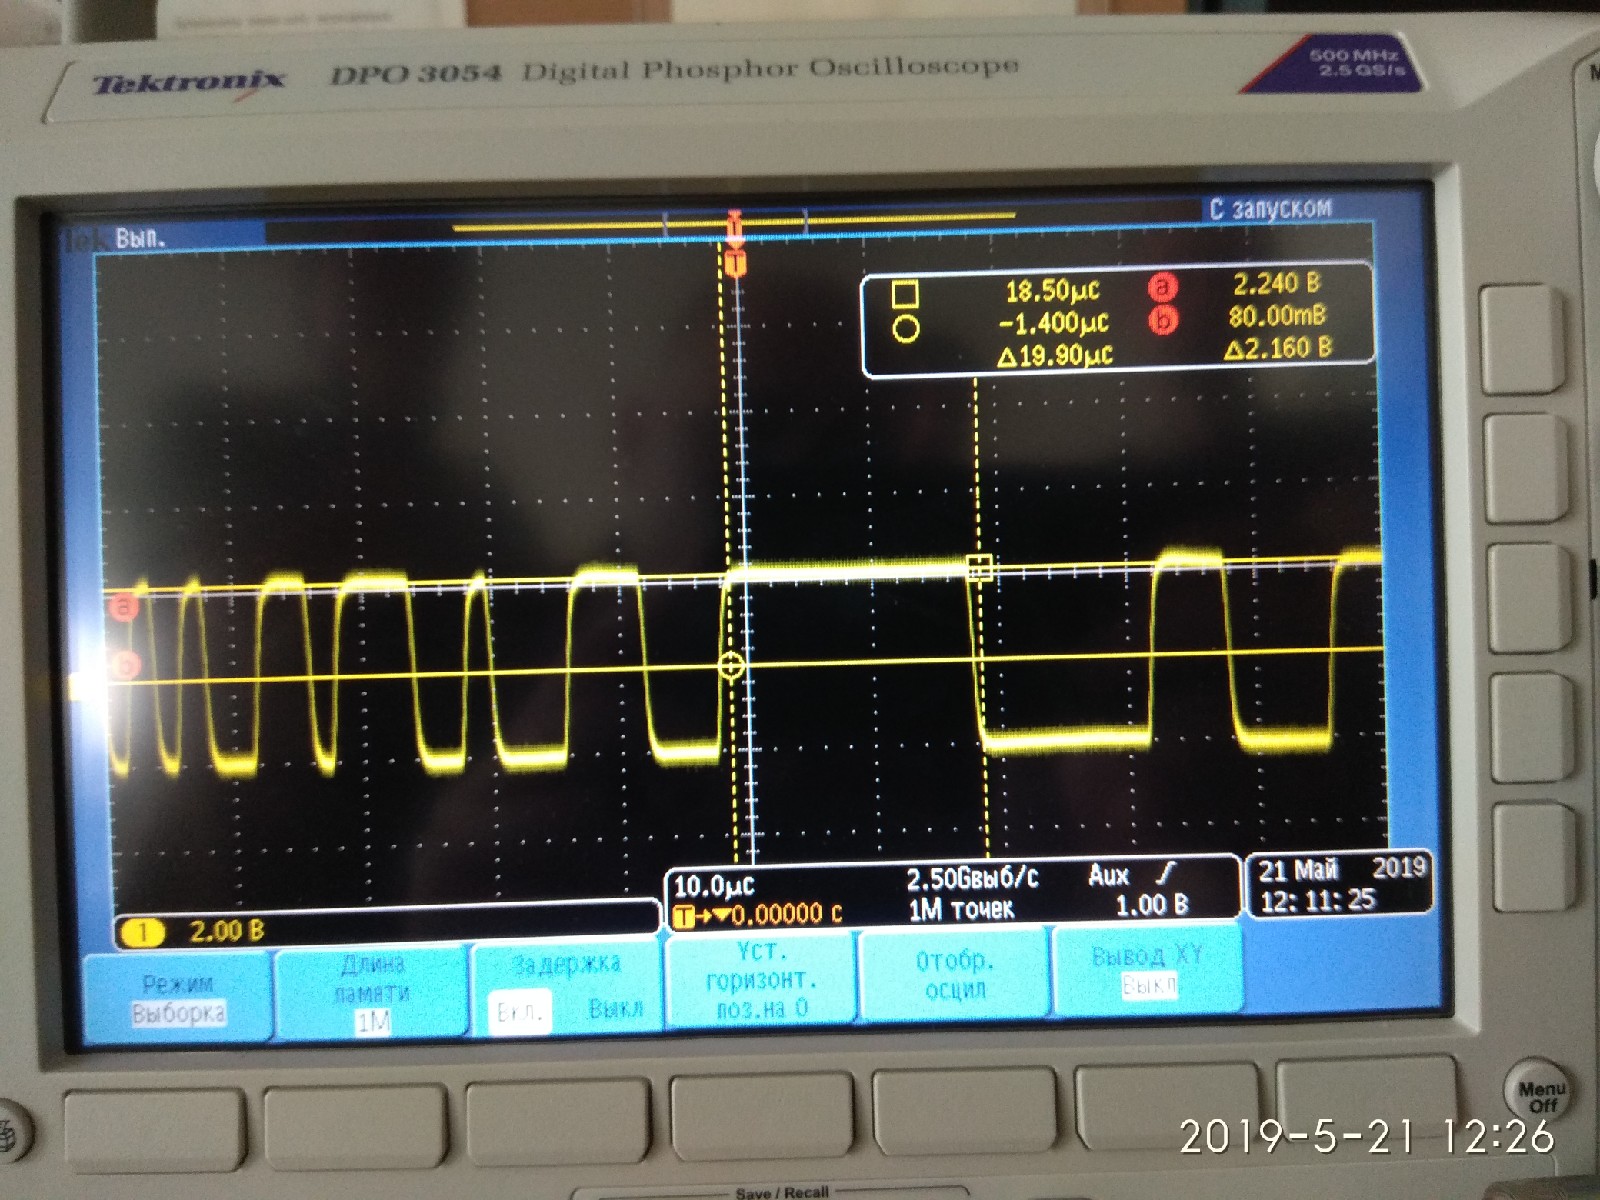 Tektronix DPO 3054 Digital Phosphor Oscilloscope
500 MHz
2.5 GS/s
M
Tek Вып.
С запуском
T
T
18.50µс a 2.240 В
-1.400µс b 80.00мВ
Δ19.90µс Δ2.160 В
a
b
10.0µс 2.50Gвыб/с Aux
T→▼0.00000 с 1M точек 1.00 В
21 Май 2019
12:11:25
1 2.00 В
Режим
Выборка
Длина
памяти
1M
Задержка
Вкл. Выкл
Уст.
горизонт.
поз.на 0
Отобр.
осцил
Вывод XY
Выкл
Menu
Off
2019-5-21 12:26
Save / Recall